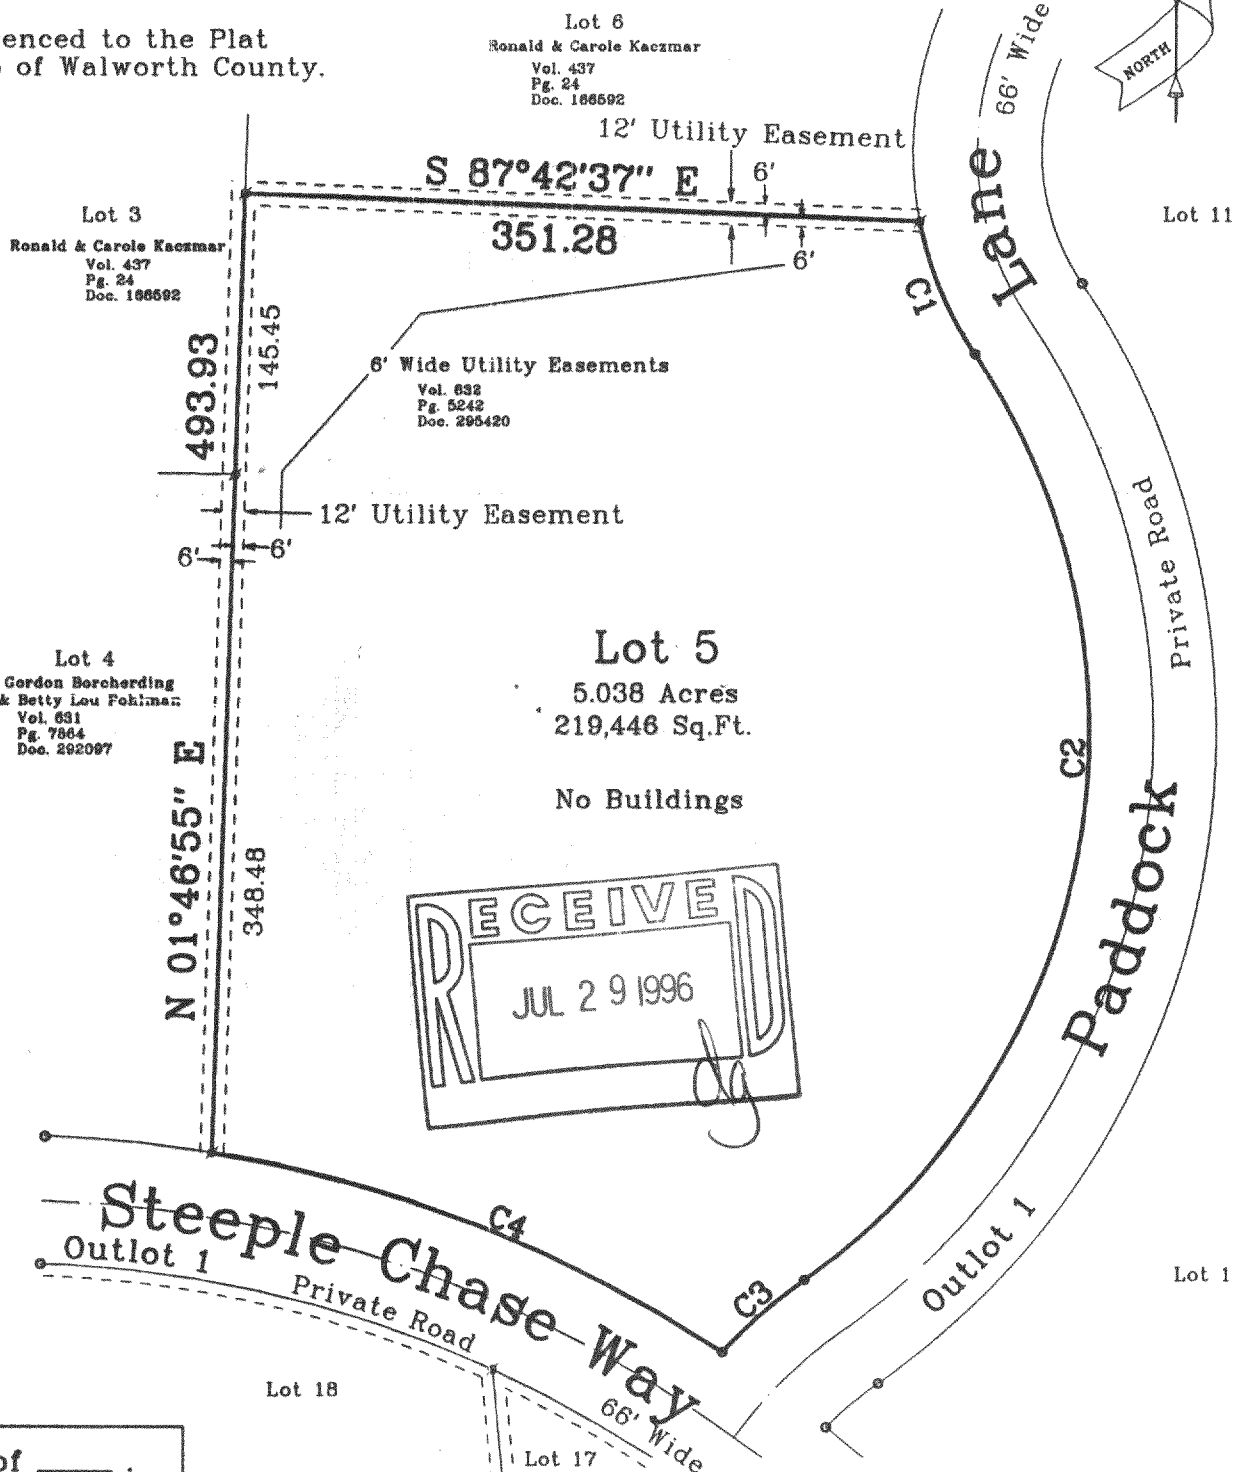 enced to the Plat
of Walworth County.
Lot 6
Ronald & Carole Kaczmar
Vol. 437
Pg. 24
Doc. 166592
66' Wide
NORTH
12' Utility Easement
S 87°42'37" E
6'
351.28
6'
Lane
Lot 11
Lot 3
Ronald & Carole Kaczmar
Vol. 437
Pg. 24
Doc. 166592
C1
493.93
145.45
6' Wide Utility Easements
Vol. 632
Pg. 5242
Doc. 295420
12' Utility Easement
6'
6'
Private Road
Lot 5
5.038 Acres
219,446 Sq.Ft.
No Buildings
Lot 4
Gordon Borcherding
& Betty Lou Pohlman
Vol. 631
Pg. 7864
Doc. 292097
C2
N 01°46'55" E
348.48
Paddock
RECEIVED
JUL 29 1996
Steeple Chase Way
C4
Outlot 1
Private Road
C3
Outlot 1
Lot 1
Lot 18
66' Wide
Lot 17
of